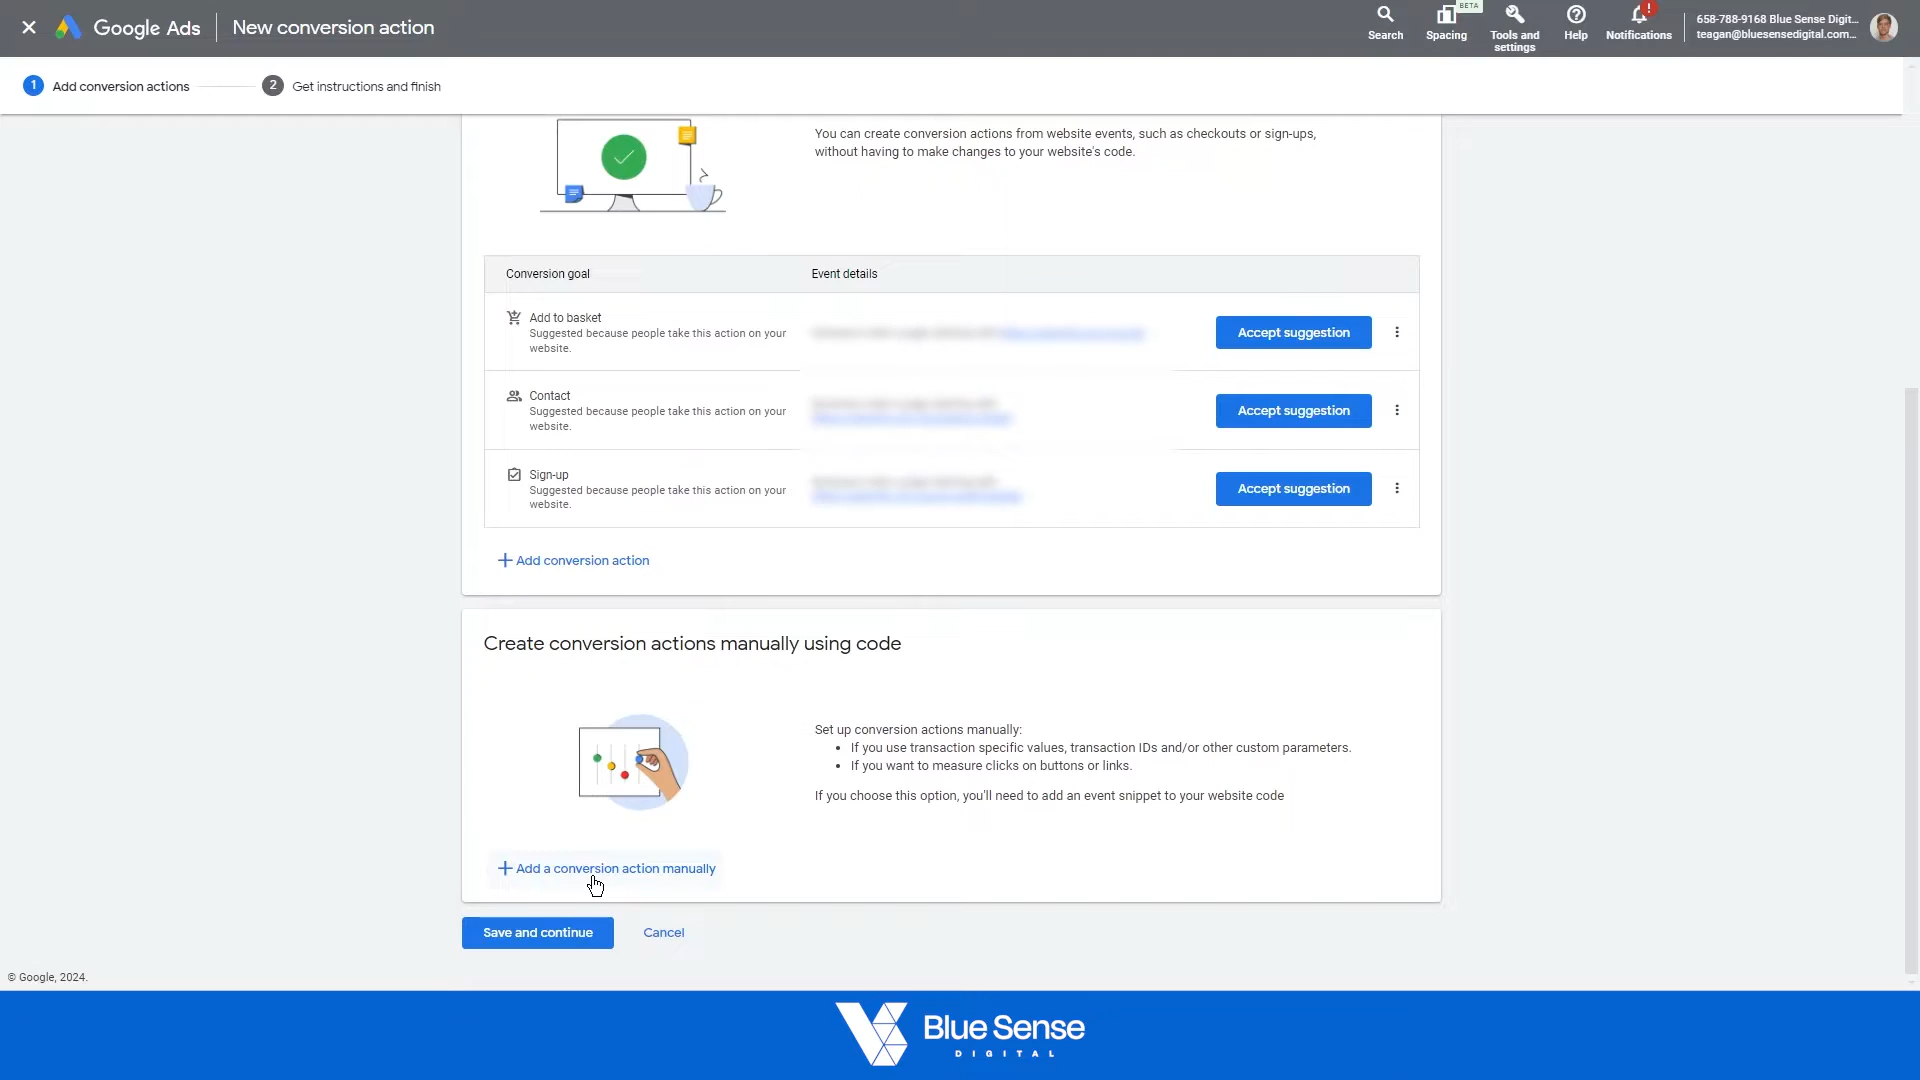 Google Ads
New conversion action
Search
Spacing
BETA
Tools and
settings
Help
Notifications
!
658-788-9168 Blue Sense Digit...
teagan@bluesensedigital.com...
1 Add conversion actions
2 Get instructions and finish
You can create conversion actions from website events, such as checkouts or sign-ups,
without having to make changes to your website's code.
Conversion goal
Event details
Add to basket
Suggested because people take this action on your
website.
Accept suggestion
Contact
Suggested because people take this action on your
website.
Accept suggestion
Sign-up
Suggested because people take this action on your
website.
Accept suggestion
+ Add conversion action
Create conversion actions manually using code
Set up conversion actions manually:
• If you use transaction specific values, transaction IDs and/or other custom parameters.
• If you want to measure clicks on buttons or links.
If you choose this option, you'll need to add an event snippet to your website code
+ Add a conversion action manually
Save and continue
Cancel
© Google, 2024.
Blue Sense
DIGITAL